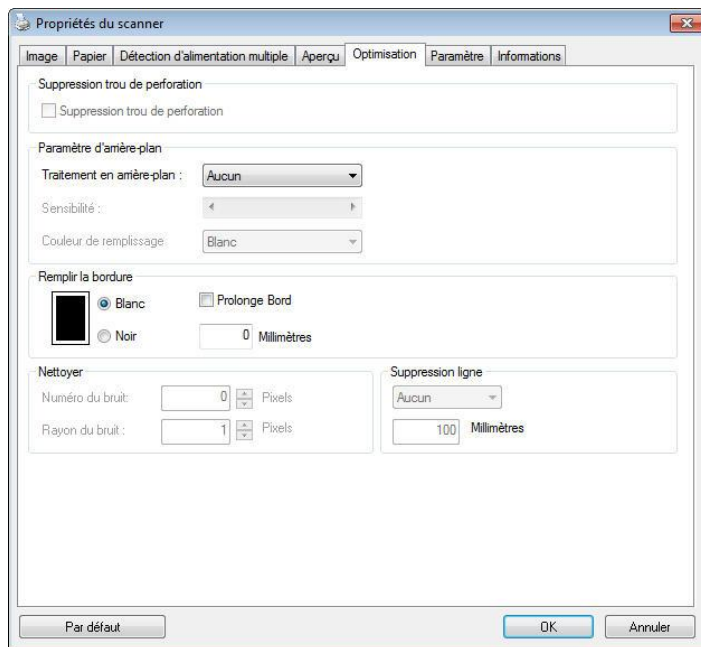 Propriétés du scanner
Image Papier Détection d'alimentation multiple Aperçu Optimisation Paramètre Informations
Suppression trou de perforation
Suppression trou de perforation
Paramètre d'arrière-plan
Traitement en arrière-plan : Aucun
Sensibilité :
Couleur de remplissage Blanc
Remplir la bordure
Blanc Prolonge Bord
Noir 0 Millimètres
Nettoyer
Numéro du bruit: 0 Pixels
Rayon du bruit : 1 Pixels
Suppression ligne
Aucun
100 Millimètres
Par défaut OK Annuler